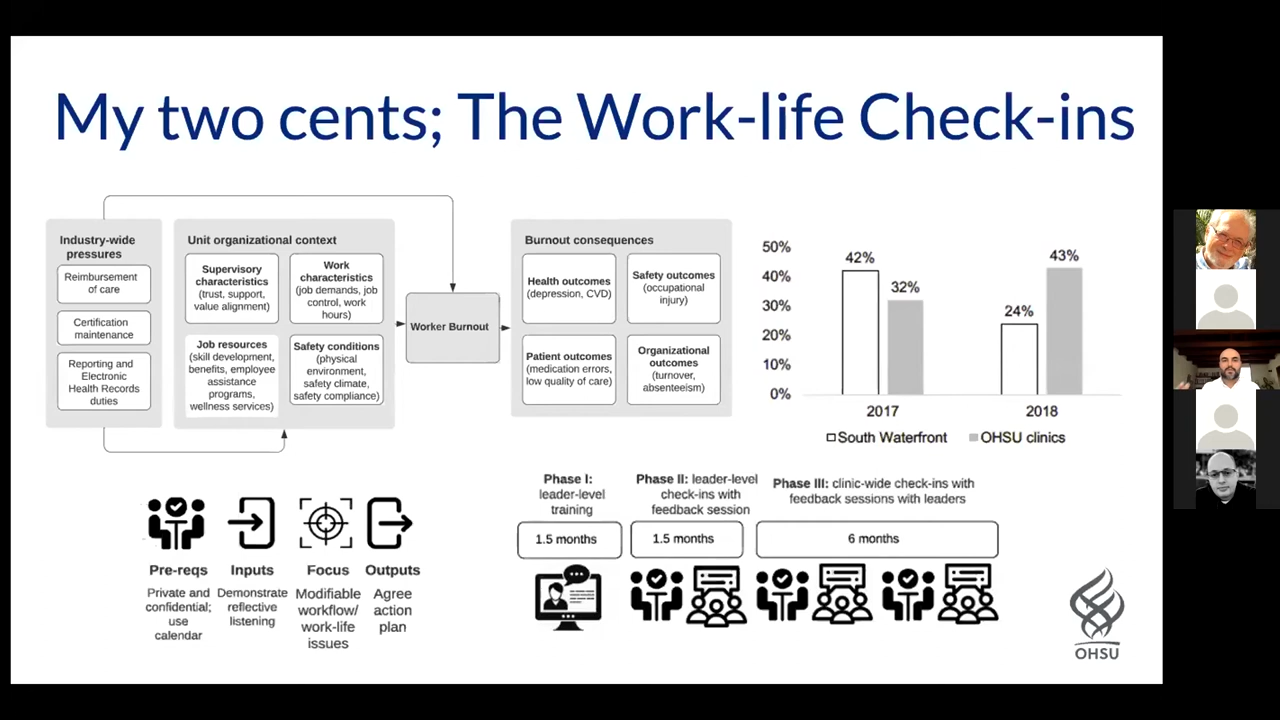 My two cents; The Work-life Check-ins
Industry-wide
pressures
Reimbursement
of care
Certification
maintenance
Reporting and
Electronic
Health Records
duties
Unit organizational context
Supervisory
characteristics
(trust, support,
value alignment)
Work
characteristics
(job demands, job
control, work
hours)
Job resources
(skill development,
benefits, employee
assistance
programs,
wellness services)
Safety conditions
(physical
environment,
safety climate,
safety compliance)
Worker Burnout
Burnout consequences
Health outcomes
(depression, CVD)
Safety outcomes
(occupational
injury)
Patient outcomes
(medication errors,
low quality of care)
Organizational
outcomes
(turnover,
absenteeism)
50%
40%
30%
20%
10%
0%
42%
32%
24%
43%
2017
2018
South Waterfront
OHSU clinics
Pre-reqs
Private and
confidential;
use
calendar
Inputs
Demonstrate
reflective
listening
Focus
Modifiable
workflow/
work-life
issues
Outputs
Agree
action
plan
Phase I:
leader-level
training
1.5 months
Phase II: leader-level
check-ins with
feedback session
1.5 months
Phase III: clinic-wide check-ins with
feedback sessions with leaders
6 months
OHSU